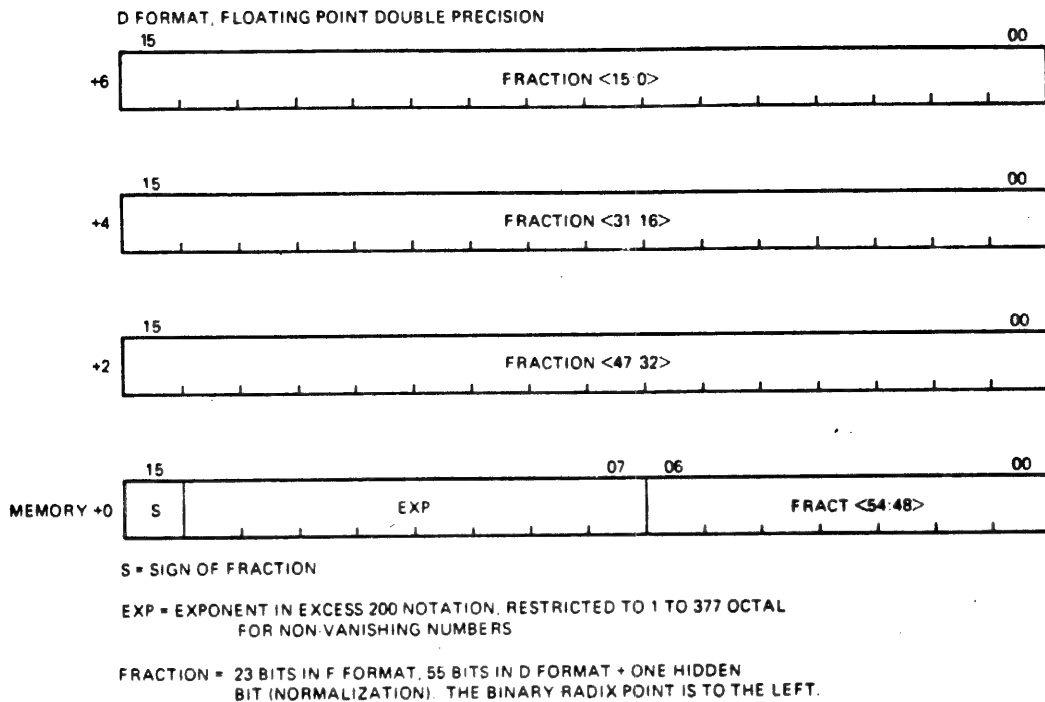 D FORMAT, FLOATING POINT DOUBLE PRECISION
15 00
+6 FRACTION <15 0>
15 00
+4 FRACTION <31 16>
15 00
+2 FRACTION <47 32>
15 07 06 00
MEMORY +0 S EXP FRACT <54:48>
S = SIGN OF FRACTION
EXP = EXPONENT IN EXCESS 200 NOTATION, RESTRICTED TO 1 TO 377 OCTAL
FOR NON-VANISHING NUMBERS
FRACTION = 23 BITS IN F FORMAT, 55 BITS IN D FORMAT + ONE HIDDEN
BIT (NORMALIZATION). THE BINARY RADIX POINT IS TO THE LEFT.